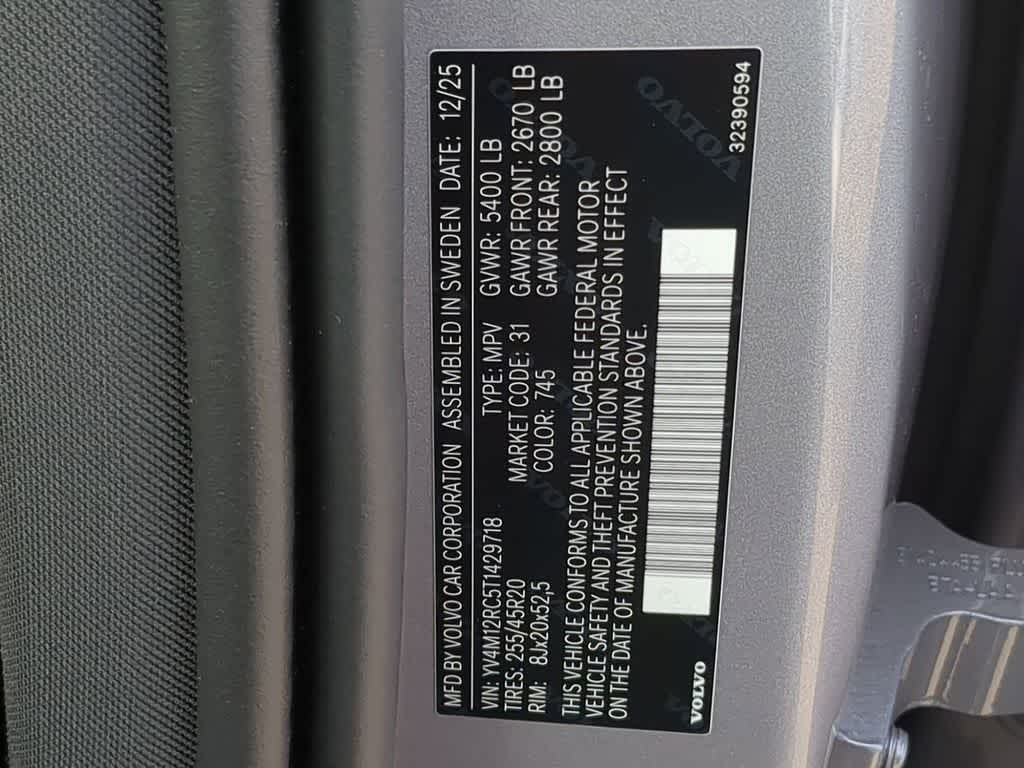 MFD BY VOLVO CAR CORPORATION ASSEMBLED IN SWEDEN DATE: 12/25
VIN: YV4M12RC5T1429718 TYPE: MPV GVWR: 5400 LB
TIRES: 255/45R20 MARKET CODE: 31 GAWR FRONT: 2670 LB
RIM: 8Jx20x52,5 COLOR: 745 GAWR REAR: 2800 LB
THIS VEHICLE CONFORMS TO ALL APPLICABLE FEDERAL MOTOR
VEHICLE SAFETY AND THEFT PREVENTION STANDARDS IN EFFECT
ON THE DATE OF MANUFACTURE SHOWN ABOVE.
VOLVO
32390594